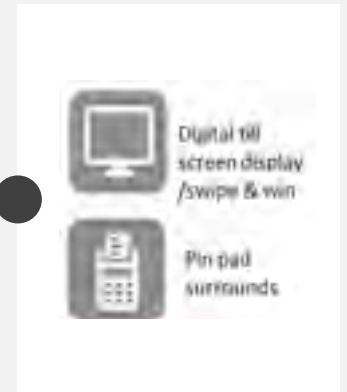 Digital till
screen display
/swipe & win
Pin pad
surrounds